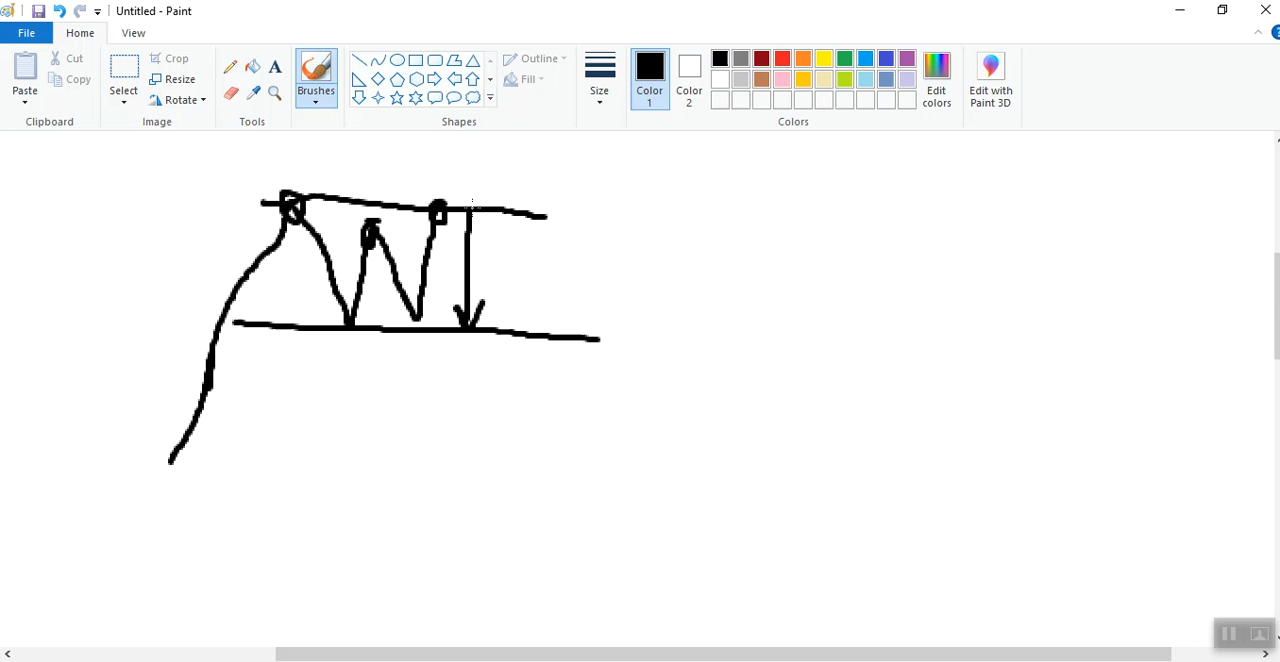 Untitled - Paint
File
Home
View
Paste
Cut
Copy
Clipboard
Select
Crop
Resize
Rotate
Image
A
Tools
Brushes
Shapes
Outline
Fill
Size
Color 1
Color 2
Edit colors
Colors
Edit with Paint 3D